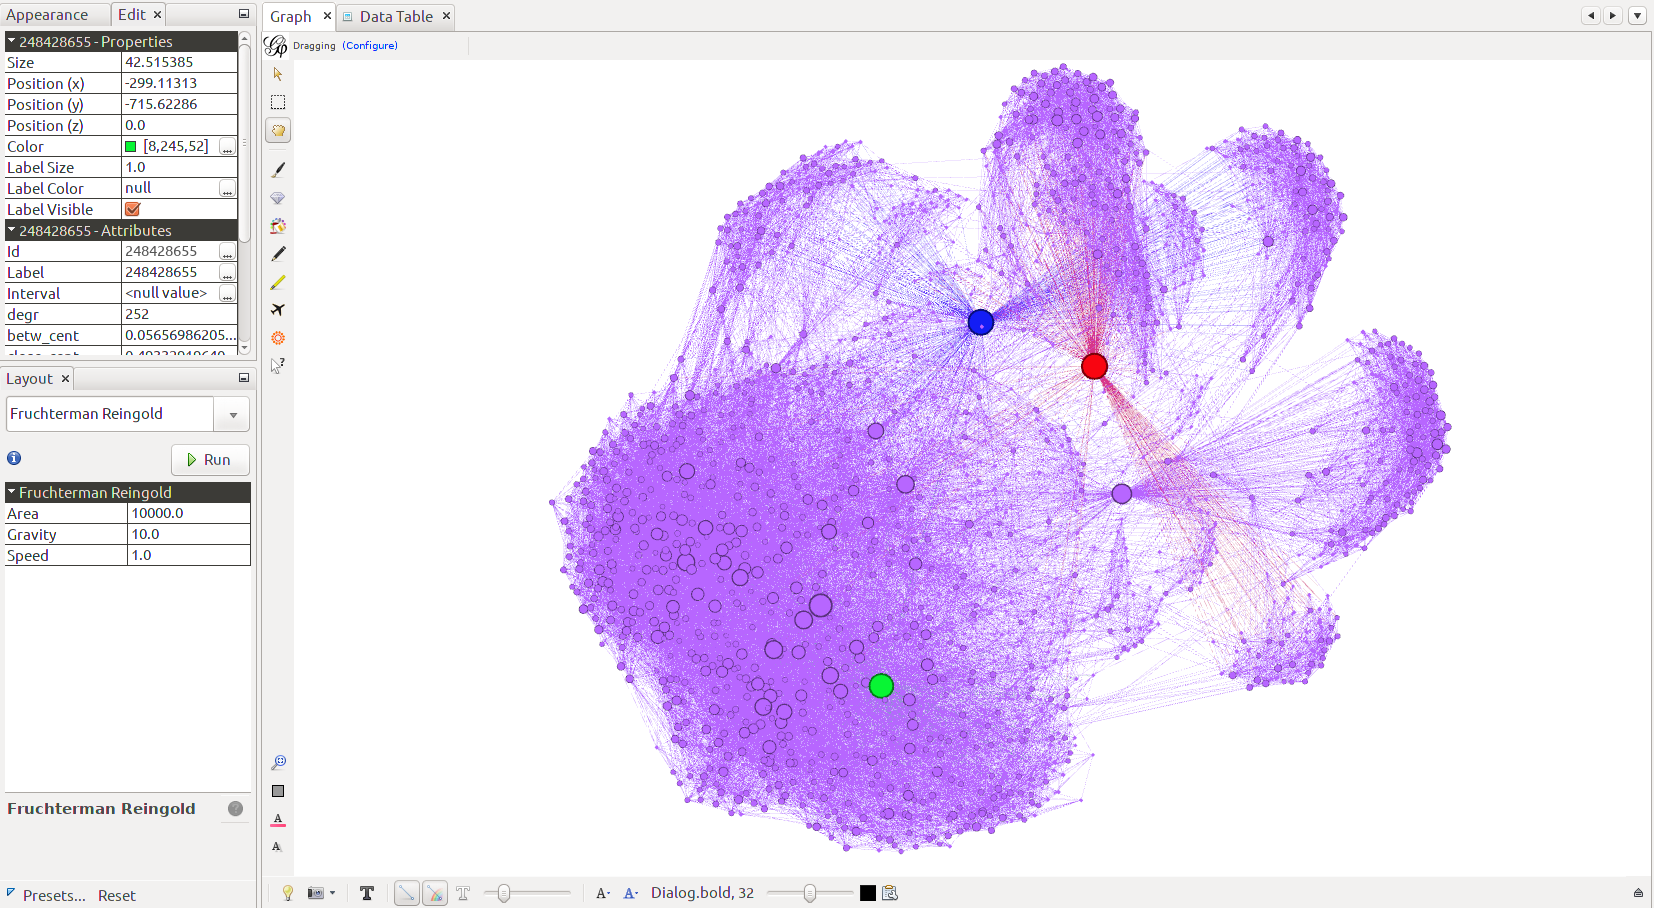 Appearance Edit
248428655 - Properties
Size 42.515385
Position (x) -299.11313
Position (y) -715.62286
Position (z) 0.0
Color [8,245,52] ...
Label Size 1.0
Label Color null ...
Label Visible
248428655 - Attributes
Id 248428655 ...
Label 248428655 ...
Interval <null value> ...
degr 252
betw_cent 0.05656986205...
Layout
Fruchterman Reingold
Run
Fruchterman Reingold
Area 10000.0
Gravity 10.0
Speed 1.0
Fruchterman Reingold
Presets... Reset
Graph Data Table
Dragging (Configure)
A
A
T T A- A- Dialog.bold, 32